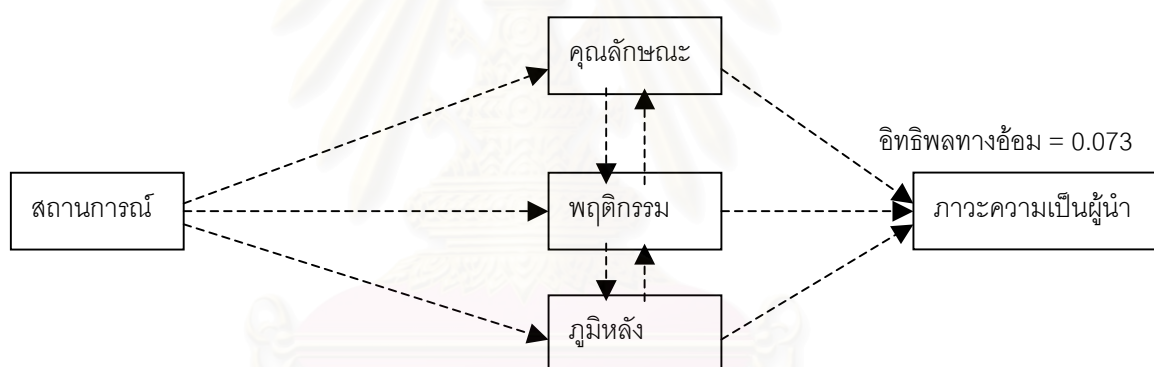 คุณลักษณะ
อิทธิพลทางอ้อม = 0.073
สถานการณ์
พฤติกรรม
ภาวะความเป็นผู้นำ
ภูมิหลัง